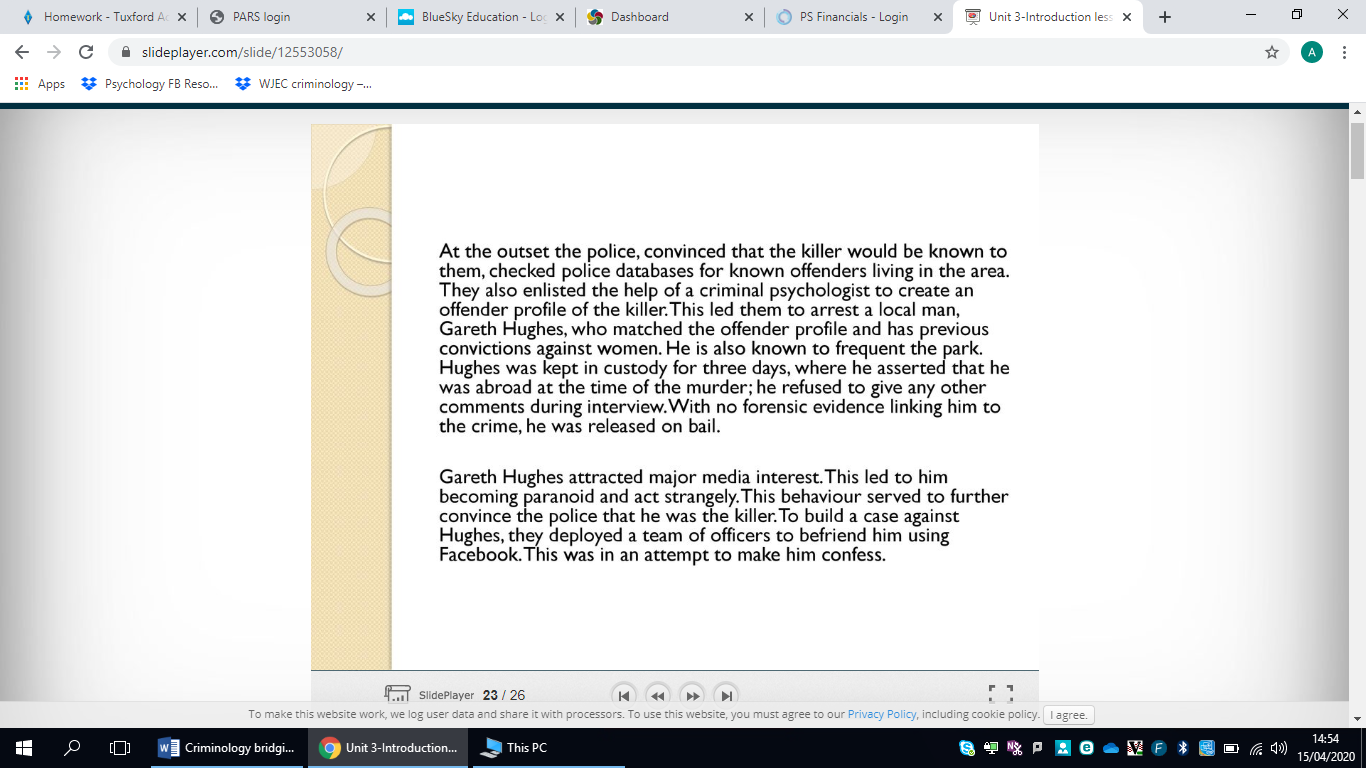 Homework - Tuxford Ac
PARS login
BlueSky Education - Log
Dashboard
PS Financials - Login
Unit 3-Introduction less
slideplayer.com/slide/12553058/
A
Apps
Psychology FB Reso...
WJEC criminology –...
At the outset the police, convinced that the killer would be known to
them, checked police databases for known offenders living in the area.
They also enlisted the help of a criminal psychologist to create an
offender profile of the killer. This led them to arrest a local man,
Gareth Hughes, who matched the offender profile and has previous
convictions against women. He is also known to frequent the park.
Hughes was kept in custody for three days, where he asserted that he
was abroad at the time of the murder; he refused to give any other
comments during interview. With no forensic evidence linking him to
the crime, he was released on bail.
Gareth Hughes attracted major media interest. This led to him
becoming paranoid and act strangely. This behaviour served to further
convince the police that he was the killer. To build a case against
Hughes, they deployed a team of officers to befriend him using
Facebook. This was in an attempt to make him confess.
SlidePlayer 23 / 26
To make this website work, we log user data and share it with processors. To use this website, you must agree to our Privacy Policy, including cookie policy. I agree.
Criminology bridgi...
Unit 3-Introduction...
This PC
14:54
15/04/2020